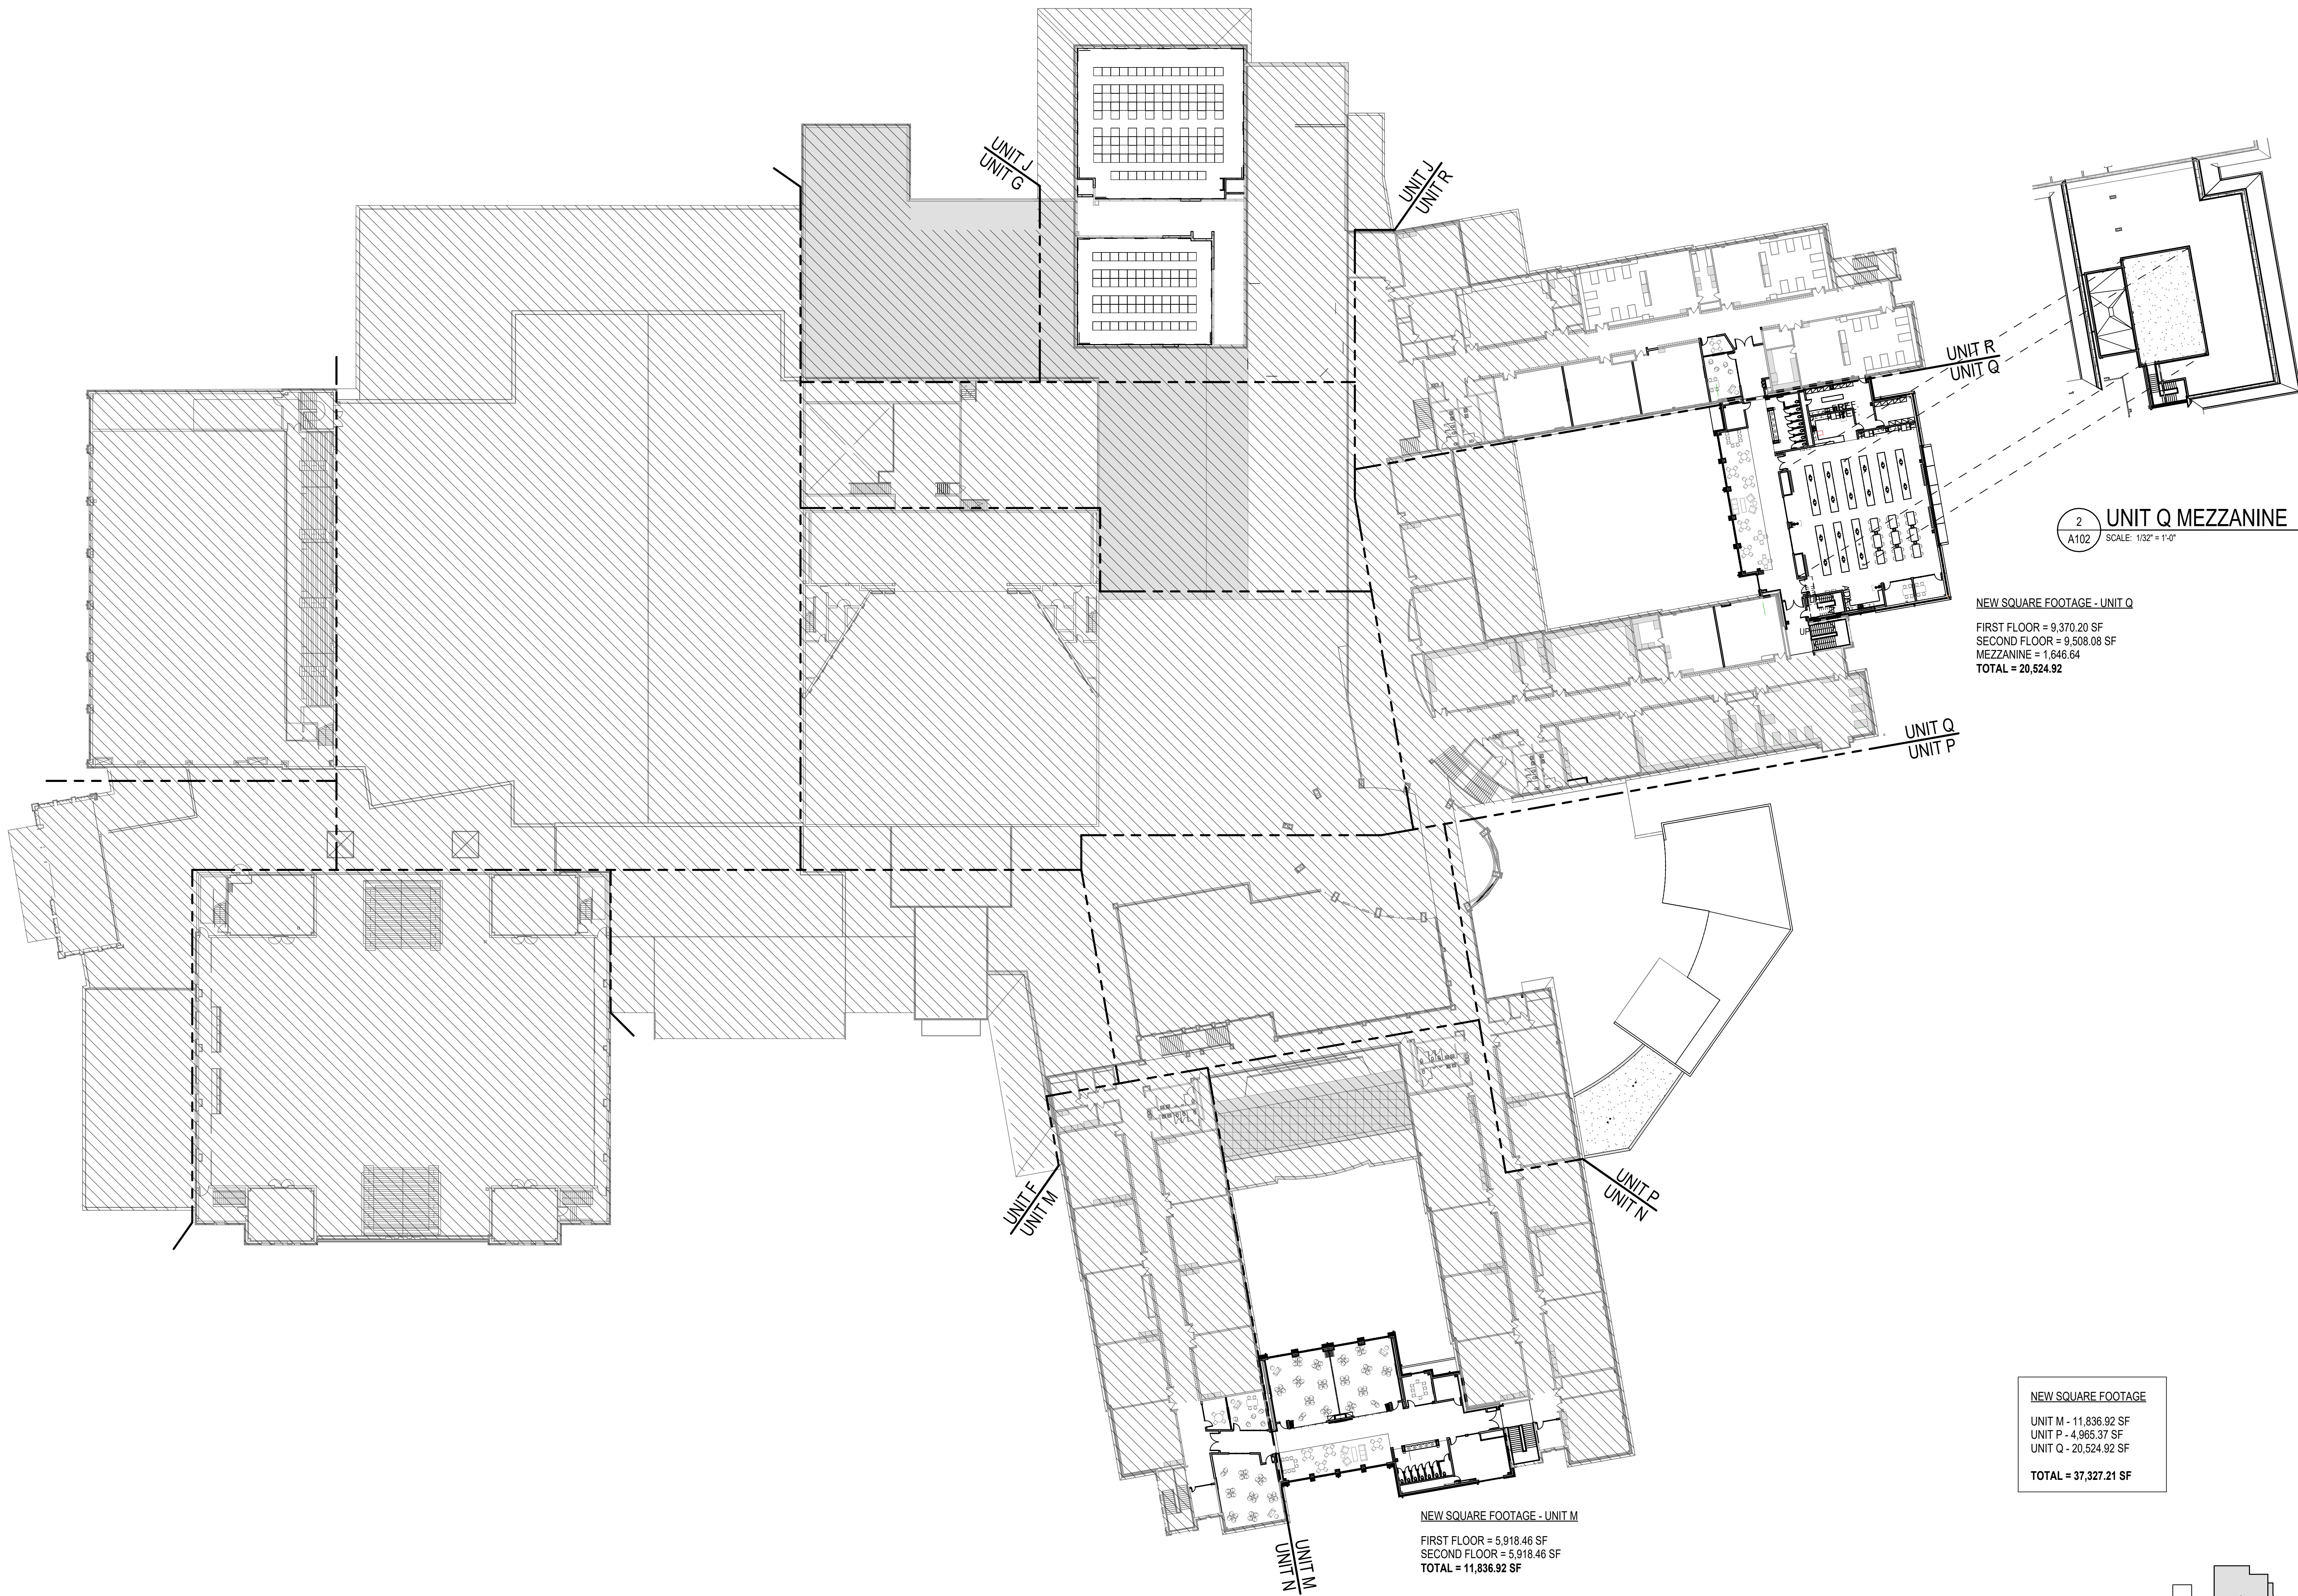 UNIT J
UNIT G
UNIT J
UNIT R
UNIT R
UNIT Q
2
A102
UNIT Q MEZZANINE
SCALE: 1/32" = 1'-0"
NEW SQUARE FOOTAGE - UNIT Q
FIRST FLOOR = 9,370.20 SF
SECOND FLOOR = 9,508.08 SF
MEZZANINE = 1,646.64
TOTAL = 20,524.92
UP
UNIT Q
UNIT P
UNIT F
UNIT M
UNIT P
UNIT N
NEW SQUARE FOOTAGE
UNIT M - 11,836.92 SF
UNIT P - 4,965.37 SF
UNIT Q - 20,524.92 SF
TOTAL = 37,327.21 SF
NEW SQUARE FOOTAGE - UNIT M
FIRST FLOOR = 5,918.46 SF
SECOND FLOOR = 5,918.46 SF
TOTAL = 11,836.92 SF
UNIT M
UNIT N